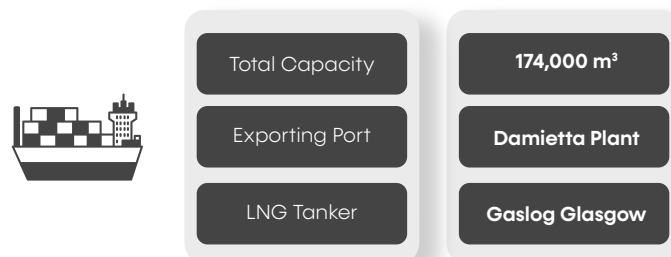 Total Capacity
174,000 m³
Exporting Port
Damietta Plant
LNG Tanker
Gaslog Glasgow